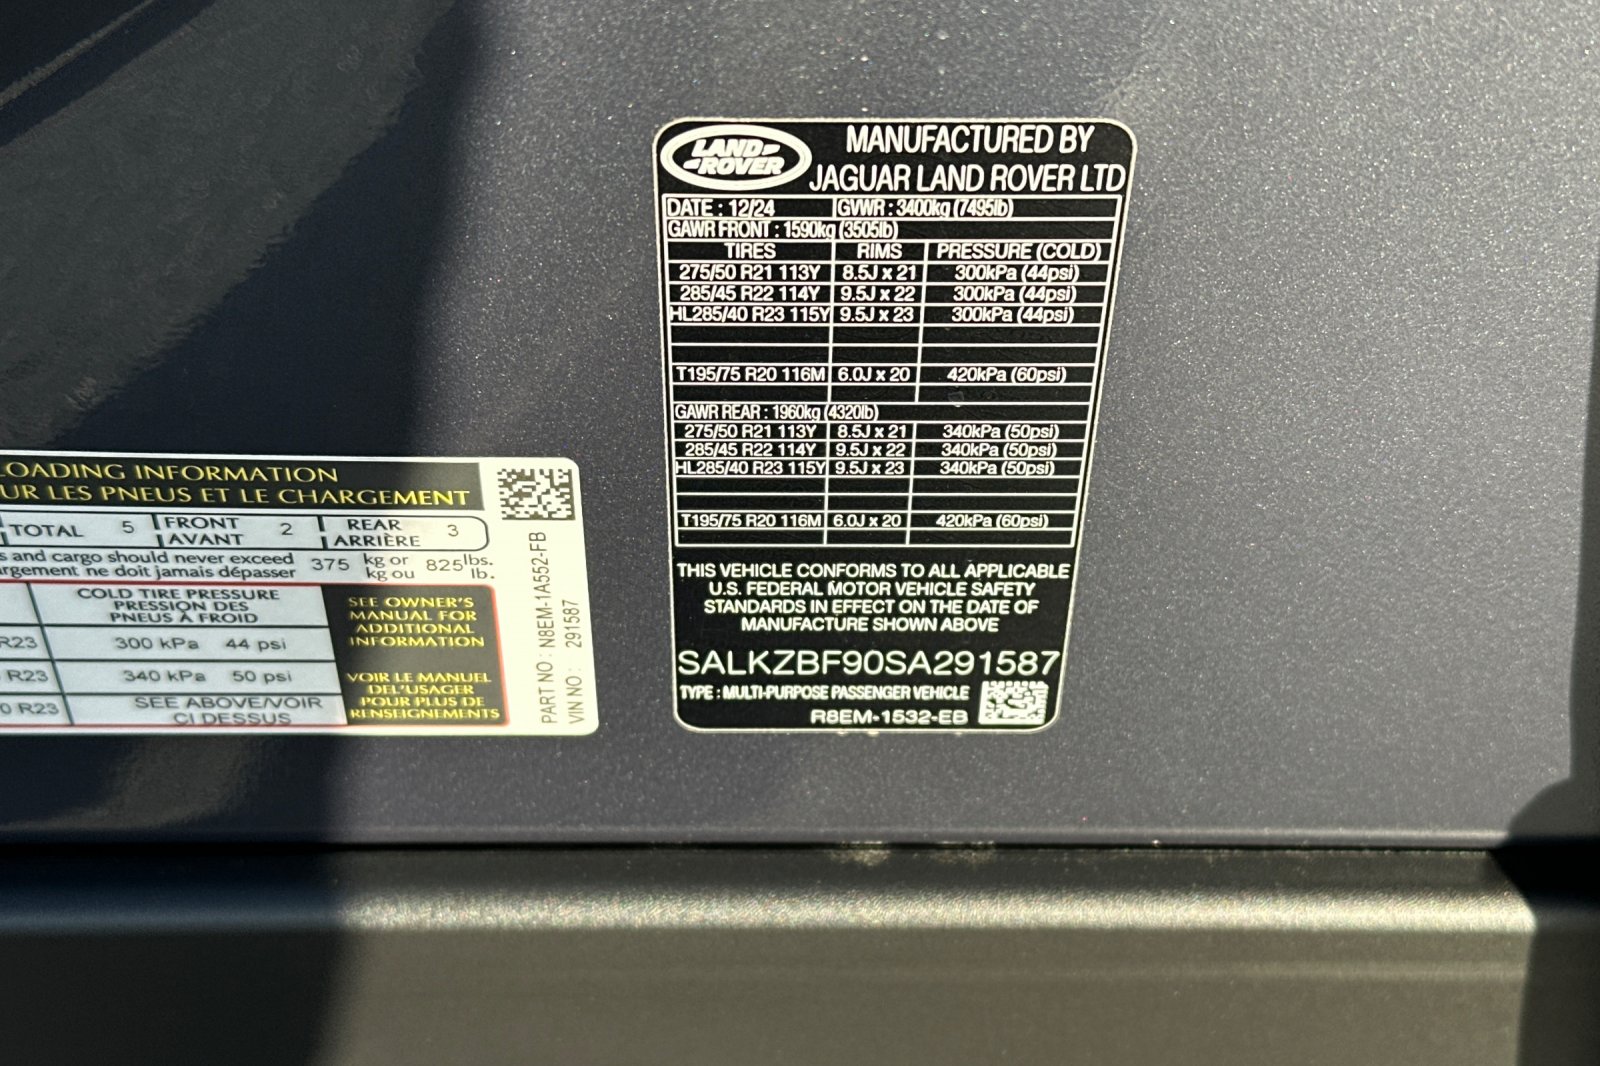 LAND ROVER
MANUFACTURED BY
JAGUAR LAND ROVER LTD
DATE : 12/24 GVWR : 3400kg (7495lb)
GAWR FRONT : 1590kg (3505lb)
TIRES RIMS PRESSURE (COLD)
275/50 R21 113Y 8.5J x 21 300kPa (44psi)
285/45 R22 114Y 9.5J x 22 300kPa (44psi)
HL285/40 R23 115Y 9.5J x 23 300kPa (44psi)
T195/75 R20 116M 6.0J x 20 420kPa (60psi)
GAWR REAR : 1960kg (4320lb)
275/50 R21 113Y 8.5J x 21 340kPa (50psi)
285/45 R22 114Y 9.5J x 22 340kPa (50psi)
HL285/40 R23 115Y 9.5J x 23 340kPa (50psi)
T195/75 R20 116M 6.0J x 20 420kPa (60psi)
THIS VEHICLE CONFORMS TO ALL APPLICABLE
U.S. FEDERAL MOTOR VEHICLE SAFETY
STANDARDS IN EFFECT ON THE DATE OF
MANUFACTURE SHOWN ABOVE
SALKZBF90SA291587
TYPE : MULTI-PURPOSE PASSENGER VEHICLE
R8EM-1532-EB
LOADING INFORMATION
UR LES PNEUS ET LE CHARGEMENT
TOTAL 5 FRONT 2 REAR 3
AVANT ARRIÈRE
s and cargo should never exceed 375 kg or 825 lbs.
rgement ne doit jamais dépasser kg ou lb.
COLD TIRE PRESSURE
PRESSION DES
PNEUS À FROID
R23 300 kPa 44 psi
R23 340 kPa 50 psi
0 R23 SEE ABOVE/VOIR
CI DESSUS
SEE OWNER'S
MANUAL FOR
ADDITIONAL
INFORMATION
VOIR LE MANUEL
DE L'USAGER
POUR PLUS DE
RENSEIGNEMENTS
PART NO : N8EM-1A552-FB
VIN NO : 291587